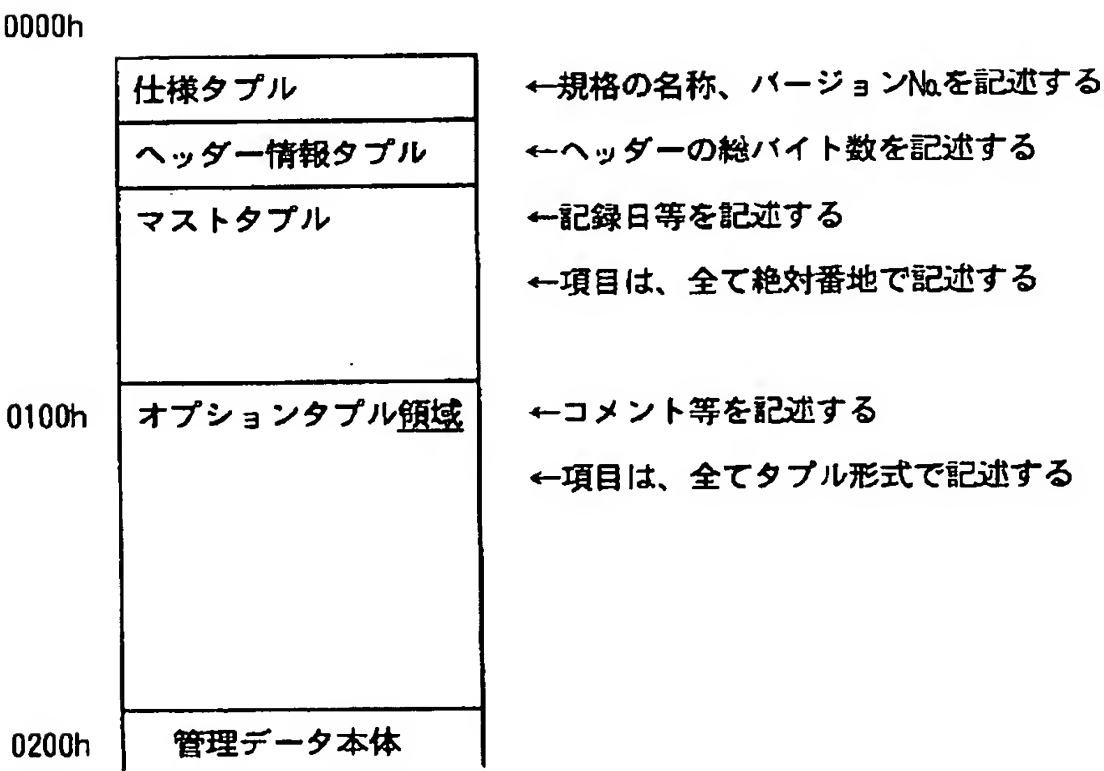 0000h
仕様タプル ←規格の名称、バージョン№を記述する
ヘッダー情報タプル ←ヘッダーの総バイト数を記述する
マストタプル ←記録日等を記述する
←項目は、全て絶対番地で記述する
0100h オプションタプル領域 ←コメント等を記述する
←項目は、全てタプル形式で記述する
0200h 管理データ本体